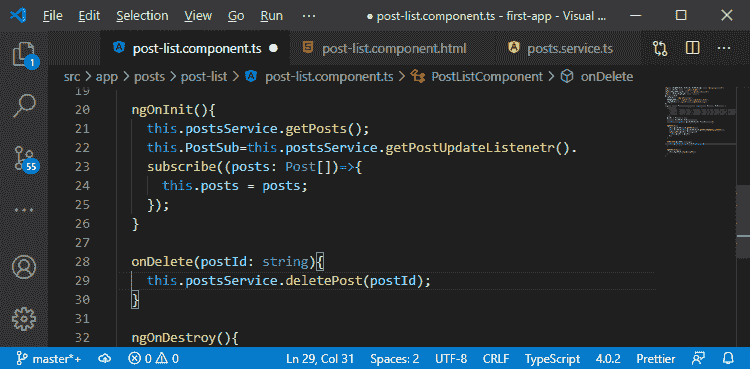 File Edit Selection View Go Run ··· ● post-list.component.ts - first-app - Visual ...
post-list.component.ts ● post-list.component.html posts.service.ts ···
src > app > posts > post-list > post-list.component.ts > PostListComponent > onDelete
19
20 ngOnInit(){
21 this.postsService.getPosts();
22 this.PostSub=this.postsService.getPostUpdateListenetr().
23 subscribe((posts: Post[])=>{
24 this.posts = posts;
25 });
26 }
27
28 onDelete(postId: string){
29 this.postsService.deletePost(postId);
30 }
31
32 ngOnDestroy(){
1
55
master*+ 0 0 Ln 29, Col 31 Spaces: 2 UTF-8 CRLF TypeScript 4.0.2 Prettier